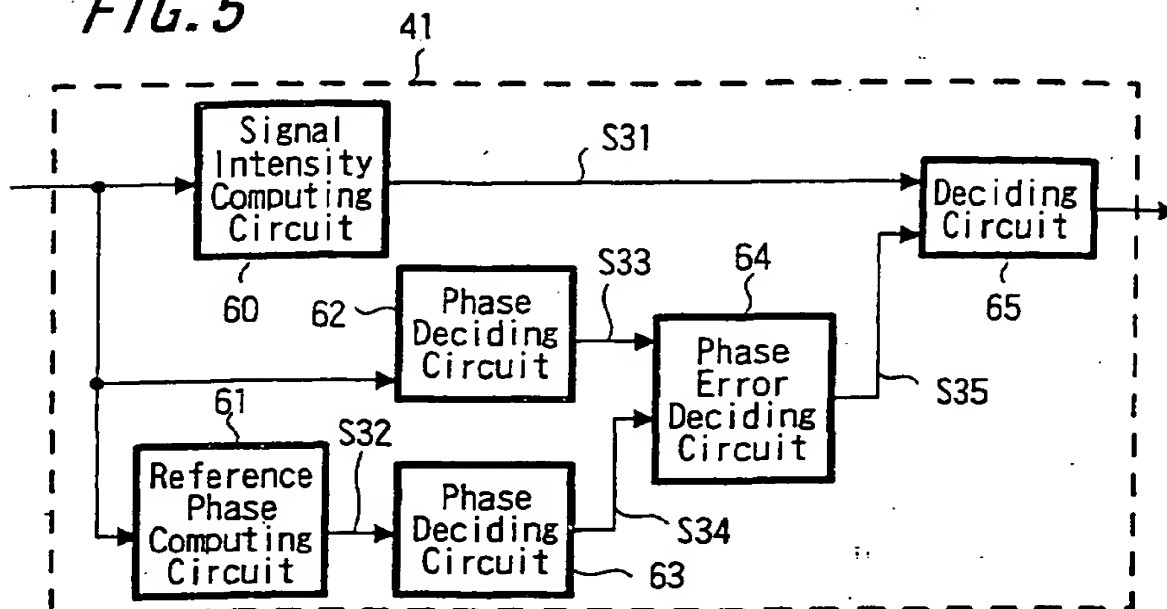 FIG. 5
41
Signal
Intensity
Computing
Circuit
60
S31
Deciding
Circuit
65
62
Phase
Deciding
Circuit
S33
64
Phase
Error
Deciding
Circuit
S35
61
Reference
Phase
Computing
Circuit
S32
Phase
Deciding
Circuit
63
S34